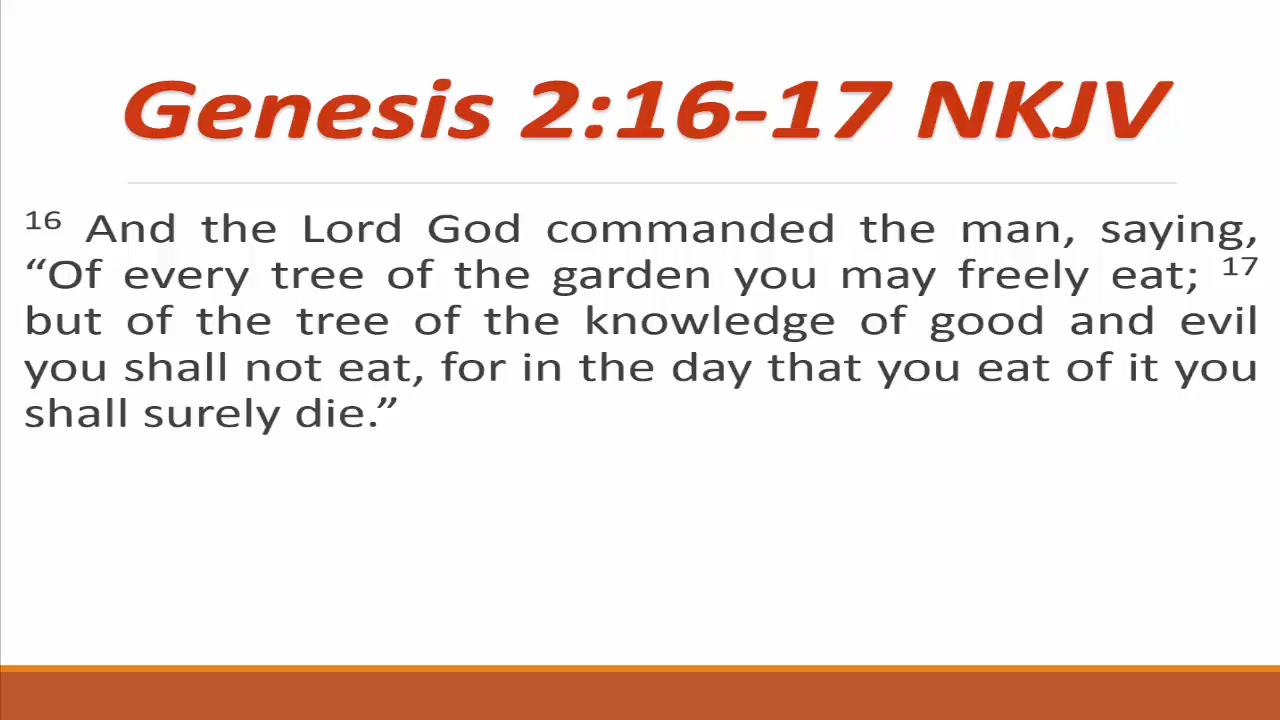 Genesis 2:16-17 NKJV
16 And the Lord God commanded the man, saying,
“Of every tree of the garden you may freely eat; 17
but of the tree of the knowledge of good and evil
you shall not eat, for in the day that you eat of it you
shall surely die.”